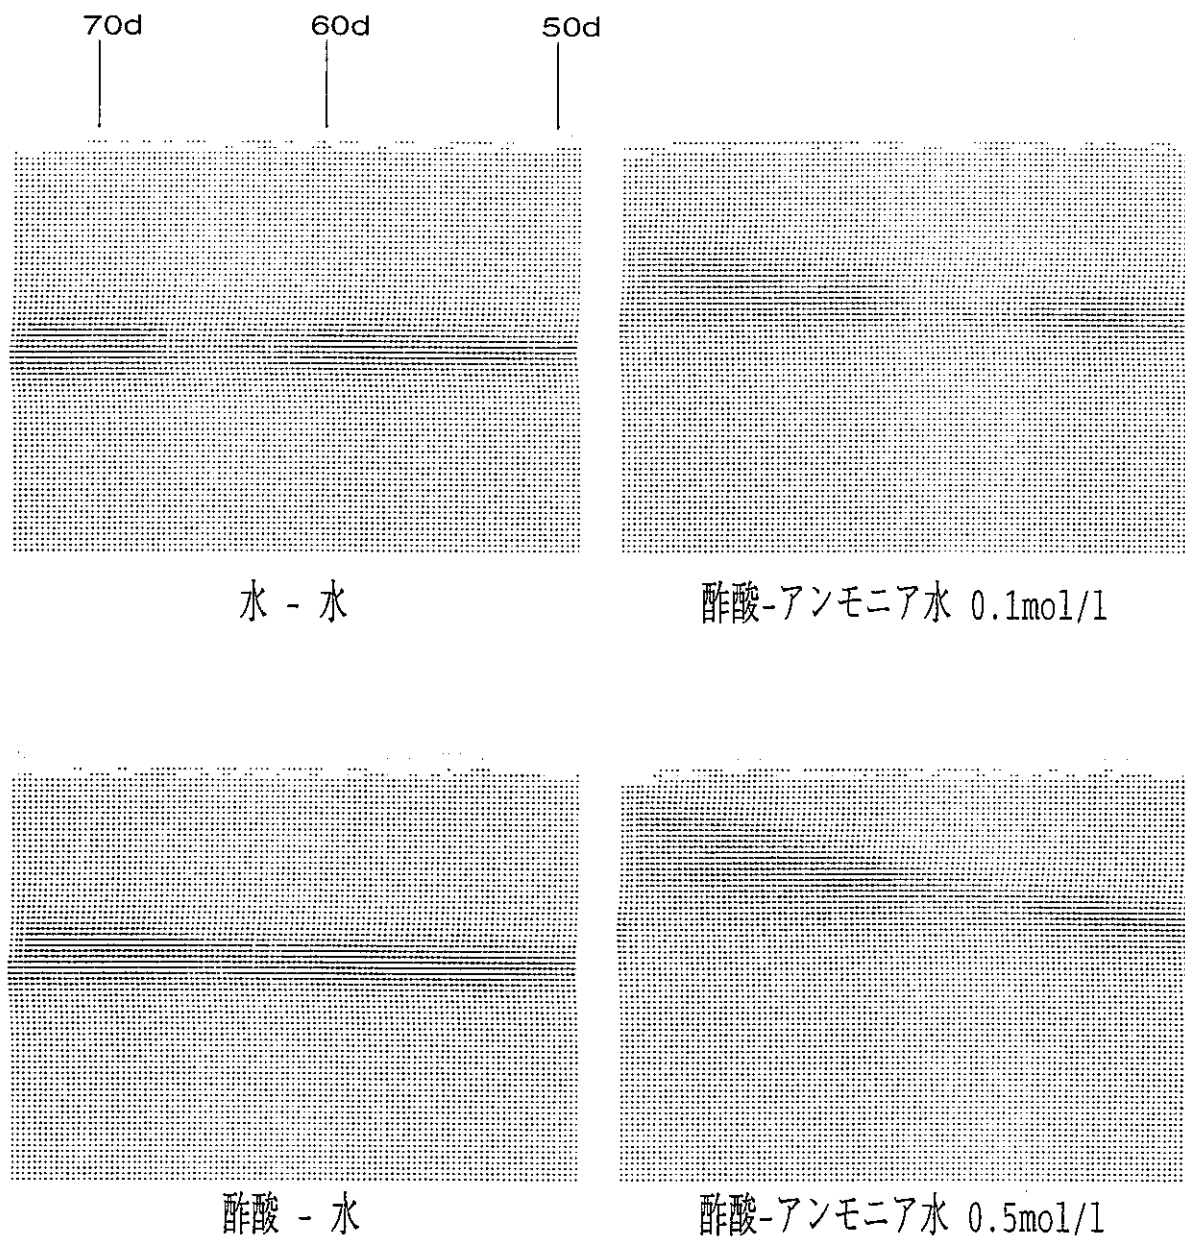 70d 60d 50d
水 - 水
酢酸-アンモニア水 0.1mol/l
酢酸 - 水
酢酸-アンモニア水 0.5mol/l